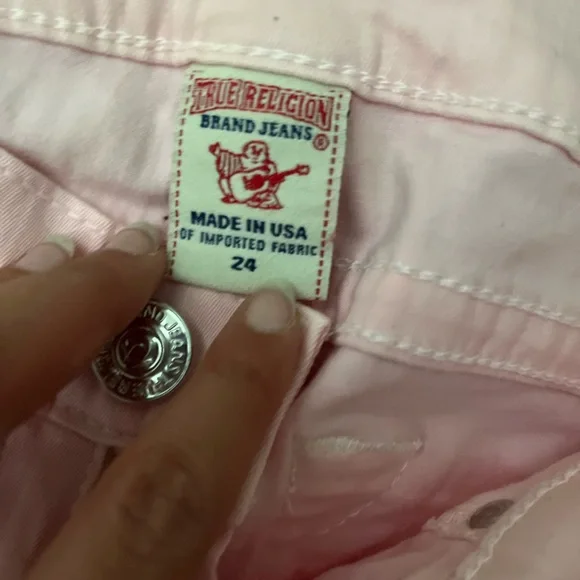 TRUE RELIGION
BRAND JEANS ®
MADE IN USA
OF IMPORTED FABRIC
24